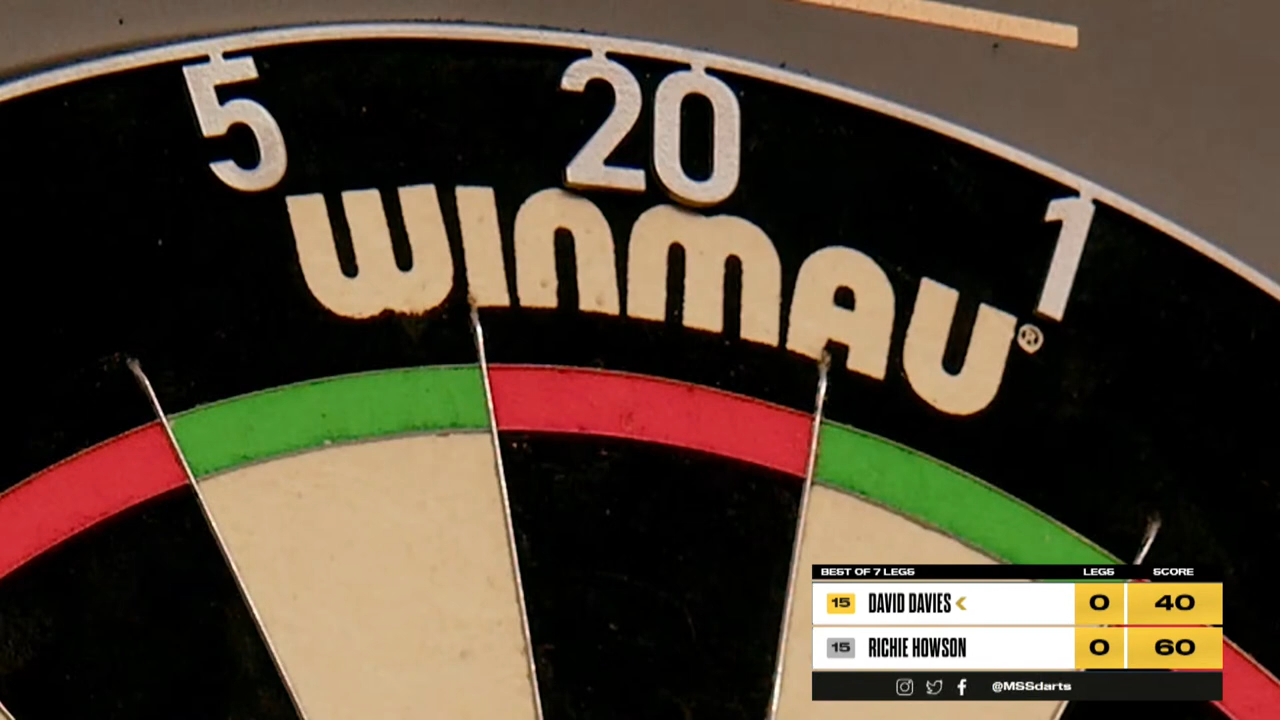 5 20 1
WINMAU®
BEST OF 7 LEGS LEGS SCORE
15 DAVID DAVIES 0 40
15 RICHIE HOWSON 0 60
@MSSdarts